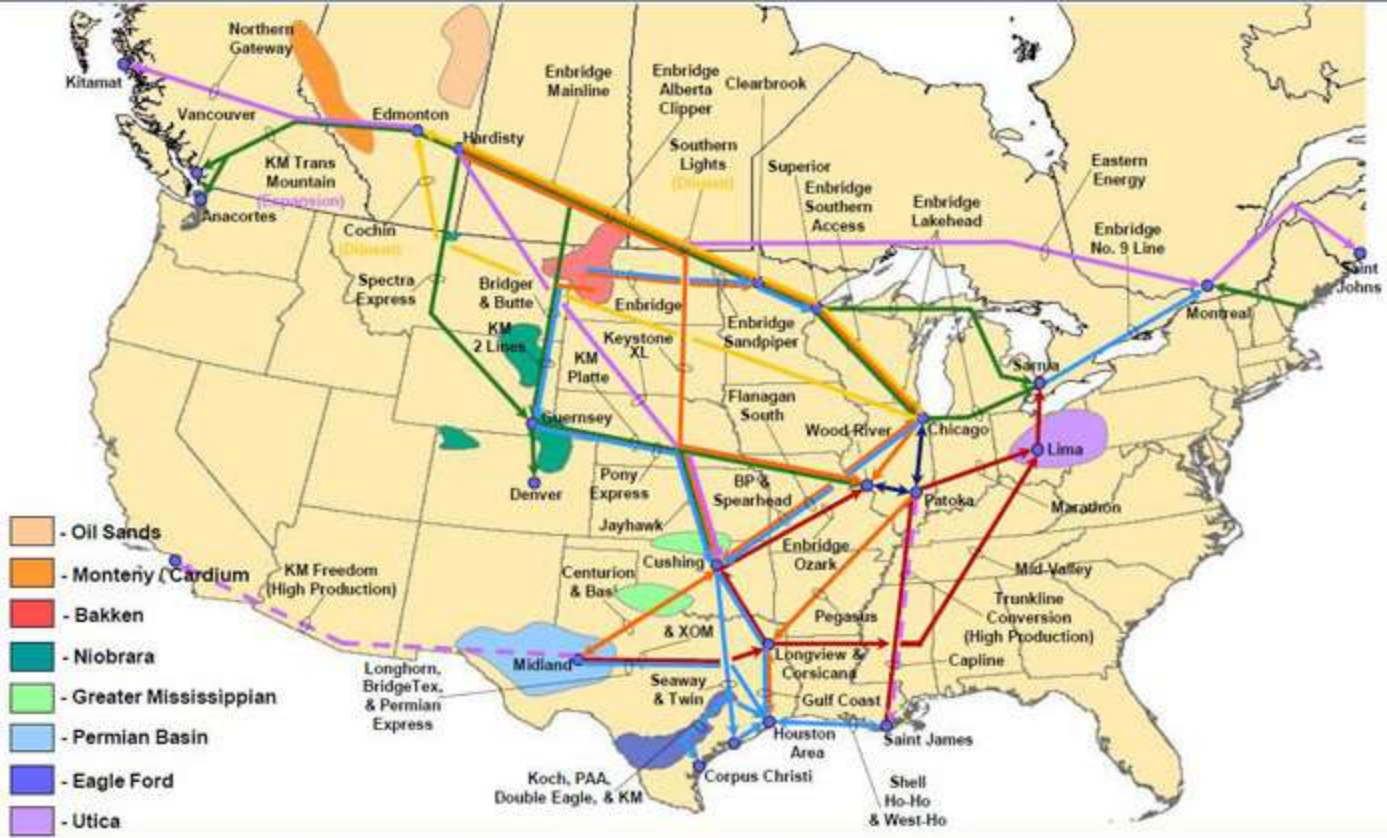 Northern
Gateway
Kitamat
Vancouver
Edmonton
Hardisty
Enbridge
Mainline
Enbridge
Alberta
Clipper
Clearbrook
Southern
Lights
(Diluent)
Superior
Enbridge
Southern
Access
Enbridge
Lakehead
Eastern
Energy
Enbridge
No. 9 Line
Saint
Johns
Montreal
KM Trans
Mountain
(Expansion)
Anacortes
Cochin
(Diluent)
Spectra
Express
Bridger
& Butte
KM
2 Lines
Enbridge
Keystone
XL
KM
Platte
Enbridge
Sandpiper
Flanagan
South
Sarnia
Wood River
Chicago
Lima
Guernsey
Denver
Pony
Express
Jayhawk
BP &
Spearhead
Patoka
Marathon
Cushing
Enbridge
Ozark
Mid-Valley
Trunkline
Conversion
(High Production)
KM Freedom
(High Production)
Centurion
& Basi
Pegasus
& XOM
Midland
Longview &
Corsicana
Capline
Longhorn,
BridgeTex,
& Permian
Express
Seaway
& Twin
Gulf Coast
Houston
Area
Saint James
Corpus Christi
Koch, PAA,
Double Eagle, & KM
Shell
Ho-Ho
& West-Ho
- Oil Sands
- Monteny / Cardium
- Bakken
- Niobrara
- Greater Mississippian
- Permian Basin
- Eagle Ford
- Utica